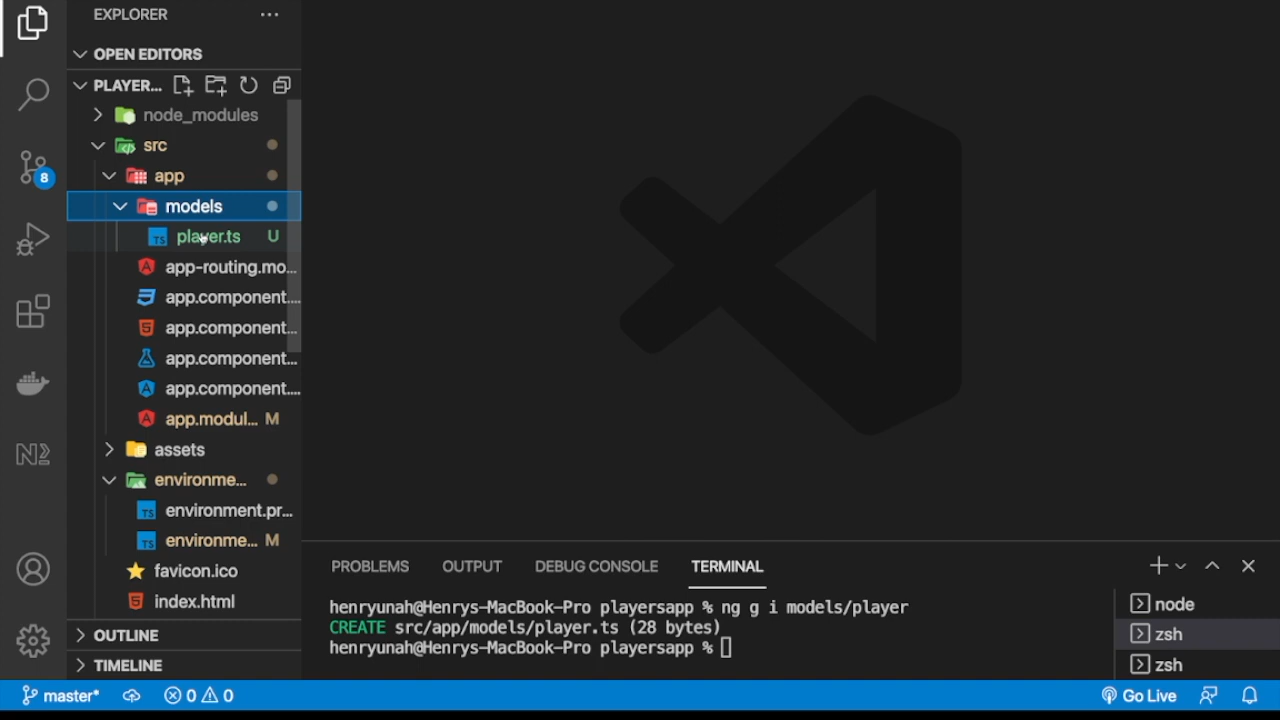 EXPLORER
OPEN EDITORS
PLAYER...
node_modules
src
app
models
player.ts U
app-routing.mo...
app.component....
app.component...
app.component...
app.component....
app.modul... M
assets
environme...
environment.pr...
environme... M
favicon.ico
index.html
OUTLINE
TIMELINE
8
PROBLEMS OUTPUT DEBUG CONSOLE TERMINAL
henryunah@Henrys-MacBook-Pro playersapp % ng g i models/player
CREATE src/app/models/player.ts (28 bytes)
henryunah@Henrys-MacBook-Pro playersapp %
node
zsh
zsh
master* 0 0 Go Live